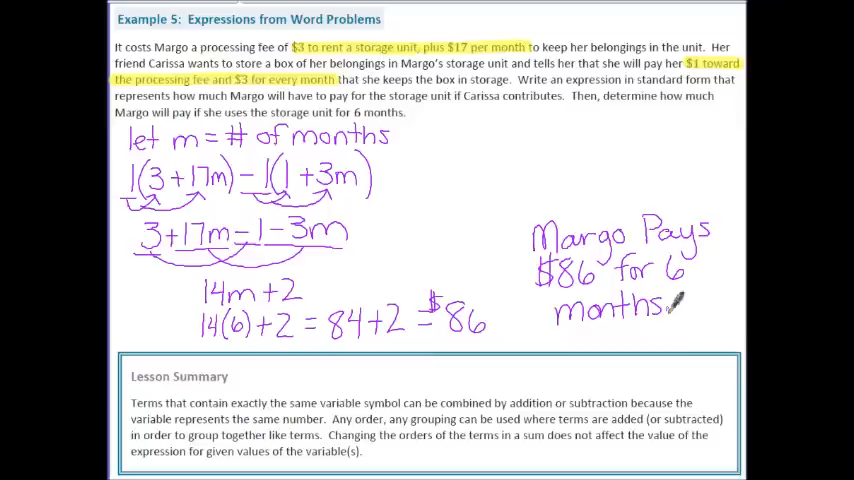 Example 5: Expressions from Word Problems
It costs Margo a processing fee of $3 to rent a storage unit, plus $17 per month to keep her belongings in the unit. Her
friend Carissa wants to store a box of her belongings in Margo's storage unit and tells her that she will pay her $1 toward
the processing fee and $3 for every month that she keeps the box in storage. Write an expression in standard form that
represents how much Margo will have to pay for the storage unit if Carissa contributes. Then, determine how much
Margo will pay if she uses the storage unit for 6 months.
let m = # of months
1(3 + 17m) - 1(1 + 3m)
3 + 17m - 1 - 3m
14m + 2
14(6) + 2 = 84 + 2 = $86
Margo Pays
$86 for 6
months.
Lesson Summary
Terms that contain exactly the same variable symbol can be combined by addition or subtraction because the
variable represents the same number. Any order, any grouping can be used where terms are added (or subtracted)
in order to group together like terms. Changing the orders of the terms in a sum does not affect the value of the
expression for given values of the variable(s).